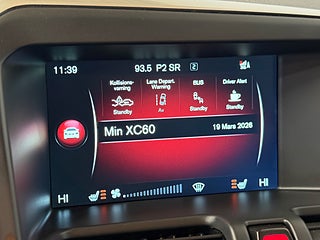 11:39 93.5 P2 SR 2
Kollisions-varning Lane Depart. Warning BLIS Driver Alert
Standby Av Standby Standby
Min XC60 19 Mars 2026
HI HI